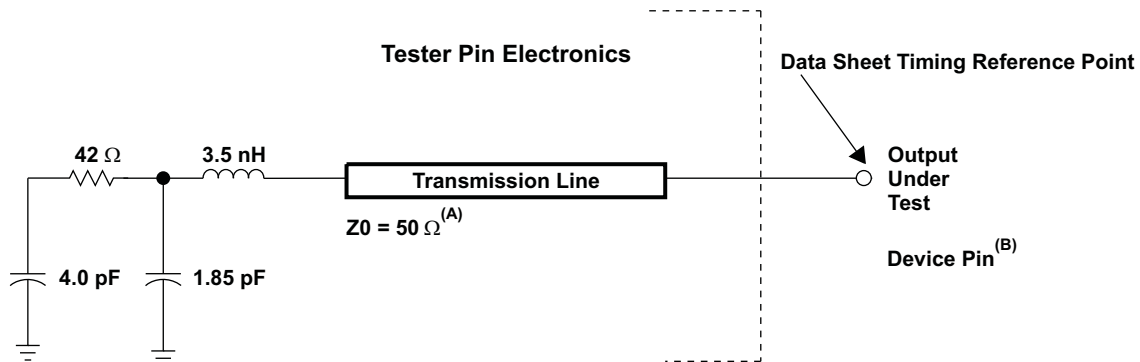 Tester Pin Electronics
Data Sheet Timing Reference Point
42 Ω
3.5 nH
Transmission Line
Output
Under
Test
Z0 = 50 Ω(A)
Device Pin(B)
4.0 pF
1.85 pF